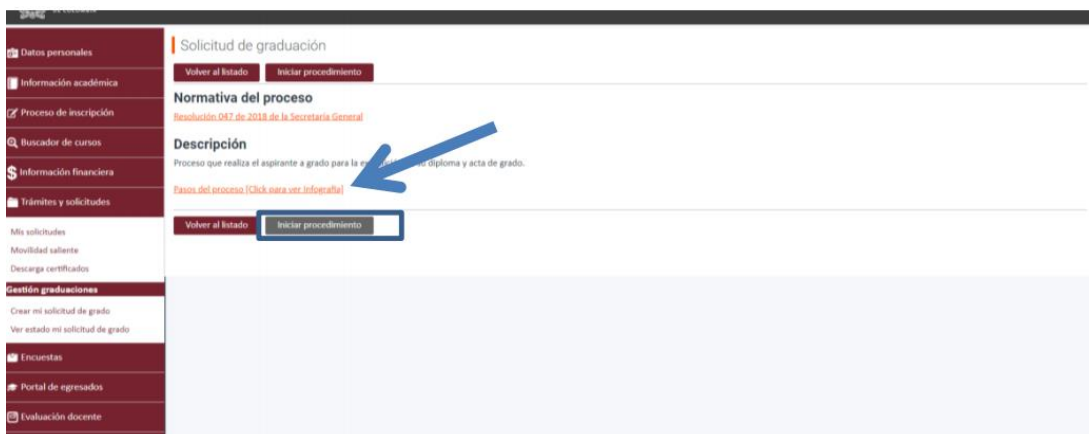 Datos personales
Información académica
Proceso de inscripción
Buscador de cursos
Información financiera
Trámites y solicitudes
Mis solicitudes
Movilidad saliente
Descarga certificados
Gestión graduaciones
Crear mi solicitud de grado
Ver estado mi solicitud de grado
Encuestas
Portal de egresados
Evaluación docente
Solicitud de graduación
Volver al listado Iniciar procedimiento
Normativa del proceso
Resolución 047 de 2018 de la Secretaría General
Descripción
Proceso que realiza el aspirante a grado para la diploma y acta de grado.
Pasos del proceso [Click para ver Infografía]
Volver al listado Iniciar procedimiento